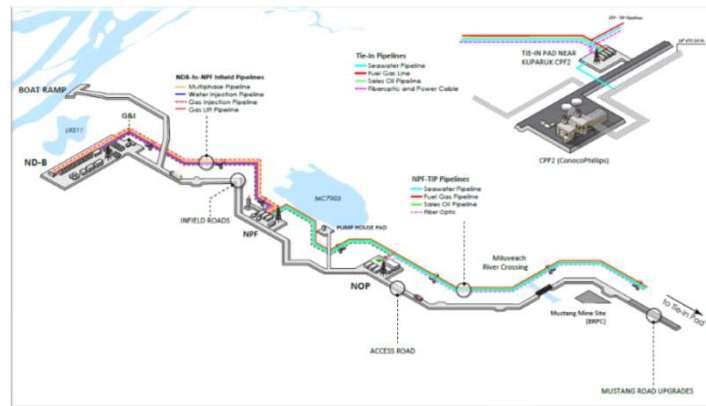 TIE-IN PAD NEAR
KUPARUK CPF2
Tie-In Pipelines
Seawater Pipeline
Fuel Gas Line
Sales Oil Pipeline
Fiberoptic and Power Cable
CPF2 (ConocoPhillips)
NDB-to-NPF Infield Pipelines
Multiphase Pipeline
Water Injection Pipeline
Gas Injection Pipeline
Gas Lift Pipeline
BOAT RAMP
L9211
G&I
ND-B
INFIELD ROADS
NPF
MC7903
PUMP HOUSE PAD
NPF-TIP Pipelines
Seawater Pipeline
Fuel Gas Pipeline
Sales Oil Pipeline
Fiber Optic
NOP
Miluveach
River Crossing
Mustang Mine Site
(BRPC)
to Tie-in Pad
ACCESS ROAD
MUSTANG ROAD UPGRADES